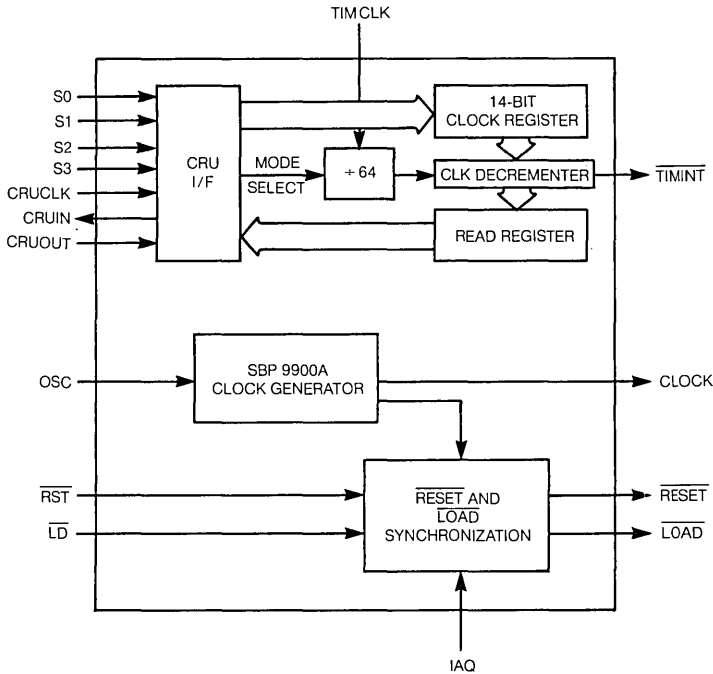 TIMCLK
S0
S1
S2
S3
CRUCLK
CRUIN
CRUOUT
CRU
I/F
MODE
SELECT
÷ 64
14-BIT
CLOCK REGISTER
CLK DECREMENTER
READ REGISTER
TIMINT
OSC
SBP 9900A
CLOCK GENERATOR
CLOCK
RST
LD
RESET AND
LOAD
SYNCHRONIZATION
RESET
LOAD
IAQ